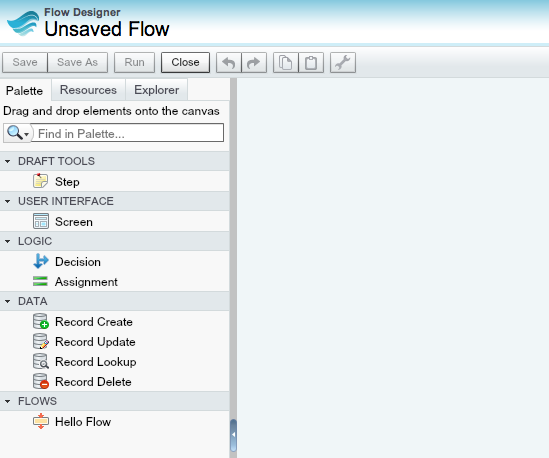 Flow Designer
Unsaved Flow
Save Save As Run Close
Palette Resources Explorer
Drag and drop elements onto the canvas
Find in Palette...
DRAFT TOOLS
Step
USER INTERFACE
Screen
LOGIC
Decision
Assignment
DATA
Record Create
Record Update
Record Lookup
Record Delete
FLOWS
Hello Flow